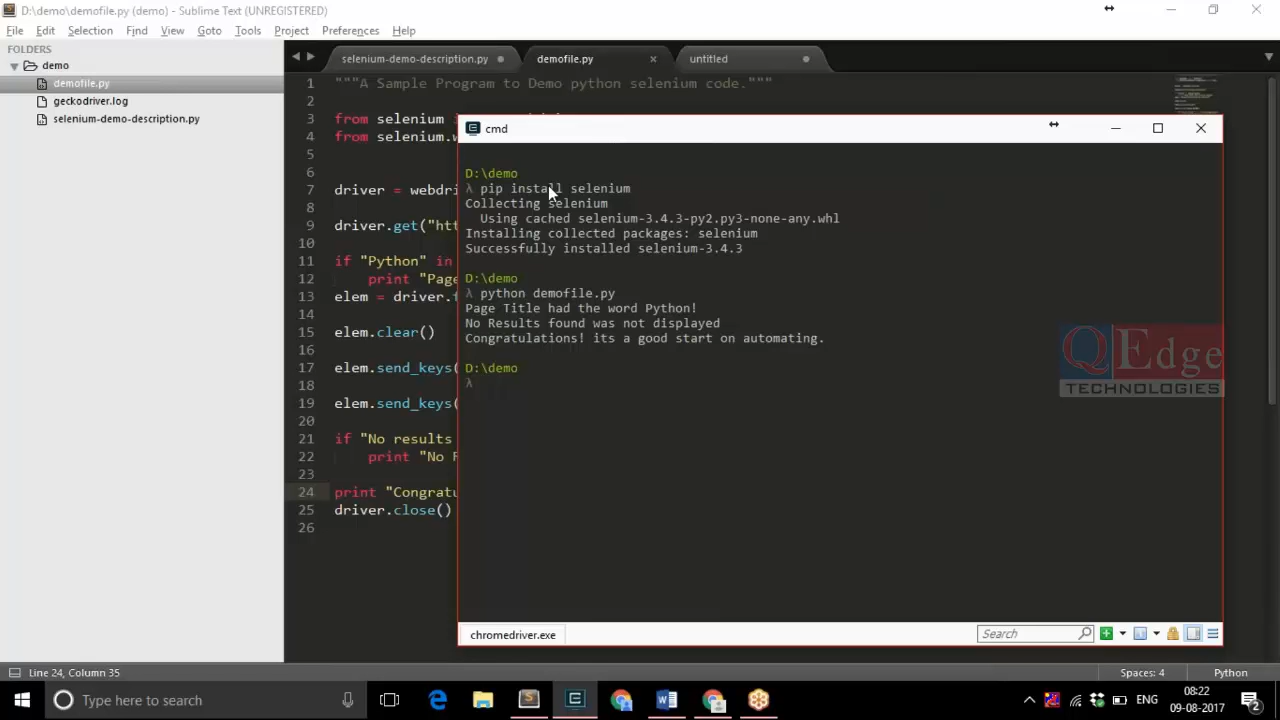 D:\demo\demofile.py (demo) - Sublime Text (UNREGISTERED)
File Edit Selection Find View Goto Tools Project Preferences Help
FOLDERS
demo
demofile.py
geckodriver.log
selenium-demo-description.py
selenium-demo-description.py demofile.py untitled
1 """A Sample Program to Demo python selenium code."""
2
3 from selenium
4 from selenium.w
5
6
7 driver = webdri
8
9 driver.get("htt
10
11 if "Python" in
12 print "Page
13 elem = driver.f
14
15 elem.clear()
16
17 elem.send_keys(
18
19 elem.send_keys(
20
21 if "No results
22 print "No R
23
24 print "Congratu
25 driver.close()
26
cmd
D:\demo
λ pip install selenium
Collecting selenium
Using cached selenium-3.4.3-py2.py3-none-any.whl
Installing collected packages: selenium
Successfully installed selenium-3.4.3
D:\demo
λ python demofile.py
Page Title had the word Python!
No Results found was not displayed
Congratulations! its a good start on automating.
D:\demo
λ
QEdge
TECHNOLOGIES
chromedriver.exe
Search
Line 24, Column 35
Spaces: 4
Python
Type here to search
ENG
08:22
09-08-2017
2